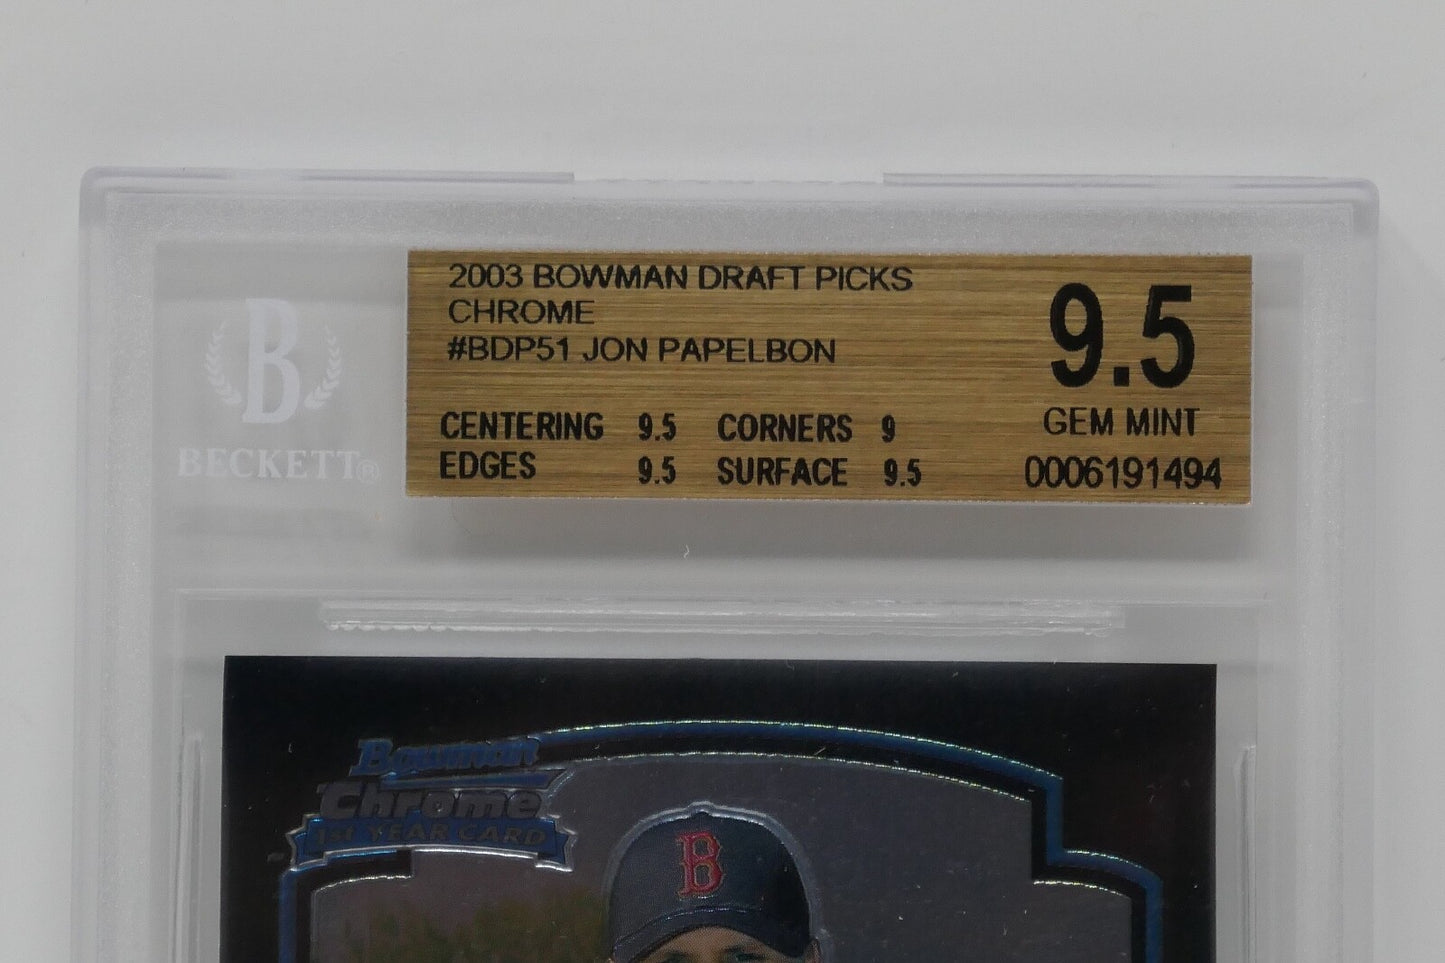 2003 BOWMAN DRAFT PICKS
CHROME
#BDP51 JON PAPELBON
9.5
GEM MINT
0006191494
CENTERING 9.5 CORNERS 9
EDGES 9.5 SURFACE 9.5
B
BECKETT®
Bowman
Chrome
1st YEAR CARD
B